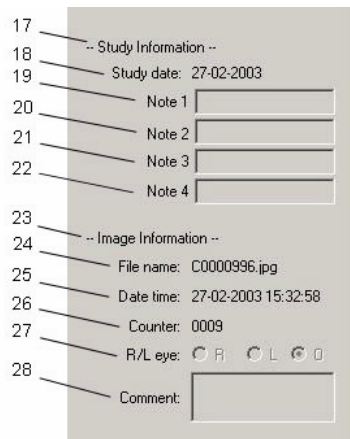 17
-- Study Information --
18
Study date: 27-02-2003
19
Note 1
20
Note 2
21
Note 3
22
Note 4
23
-- Image Information --
24
File name: C0000996.jpg
25
Date time: 27-02-2003 15:32:58
26
Counter: 0009
27
R/L eye: R L O
28
Comment: